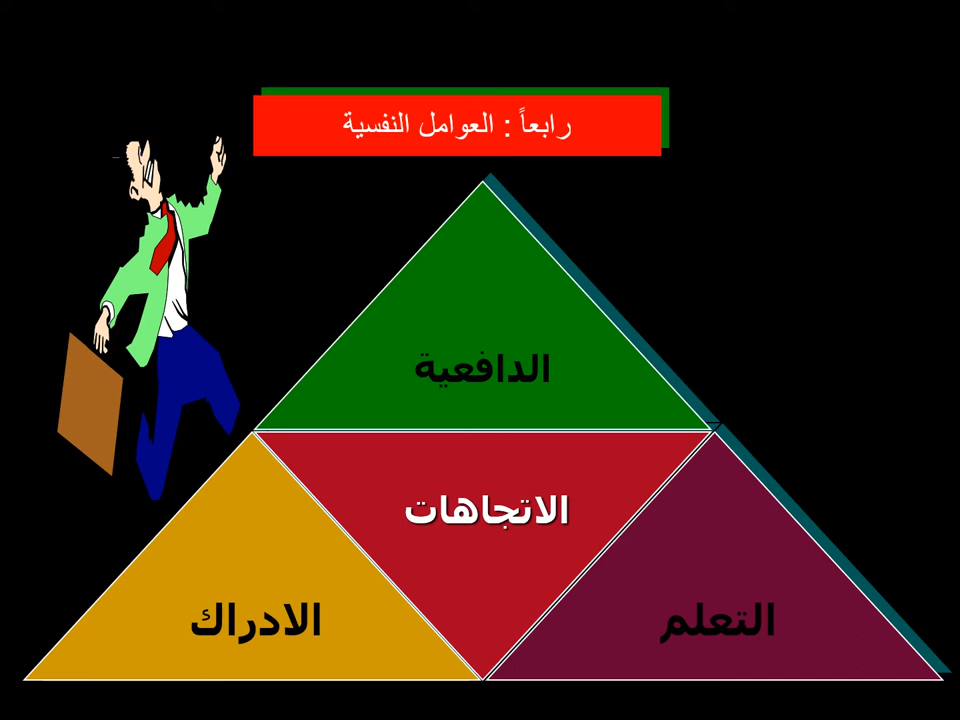 رابعاً : العوامل النفسية
الدافعية
الاتجاهات
التعلم
الادراك